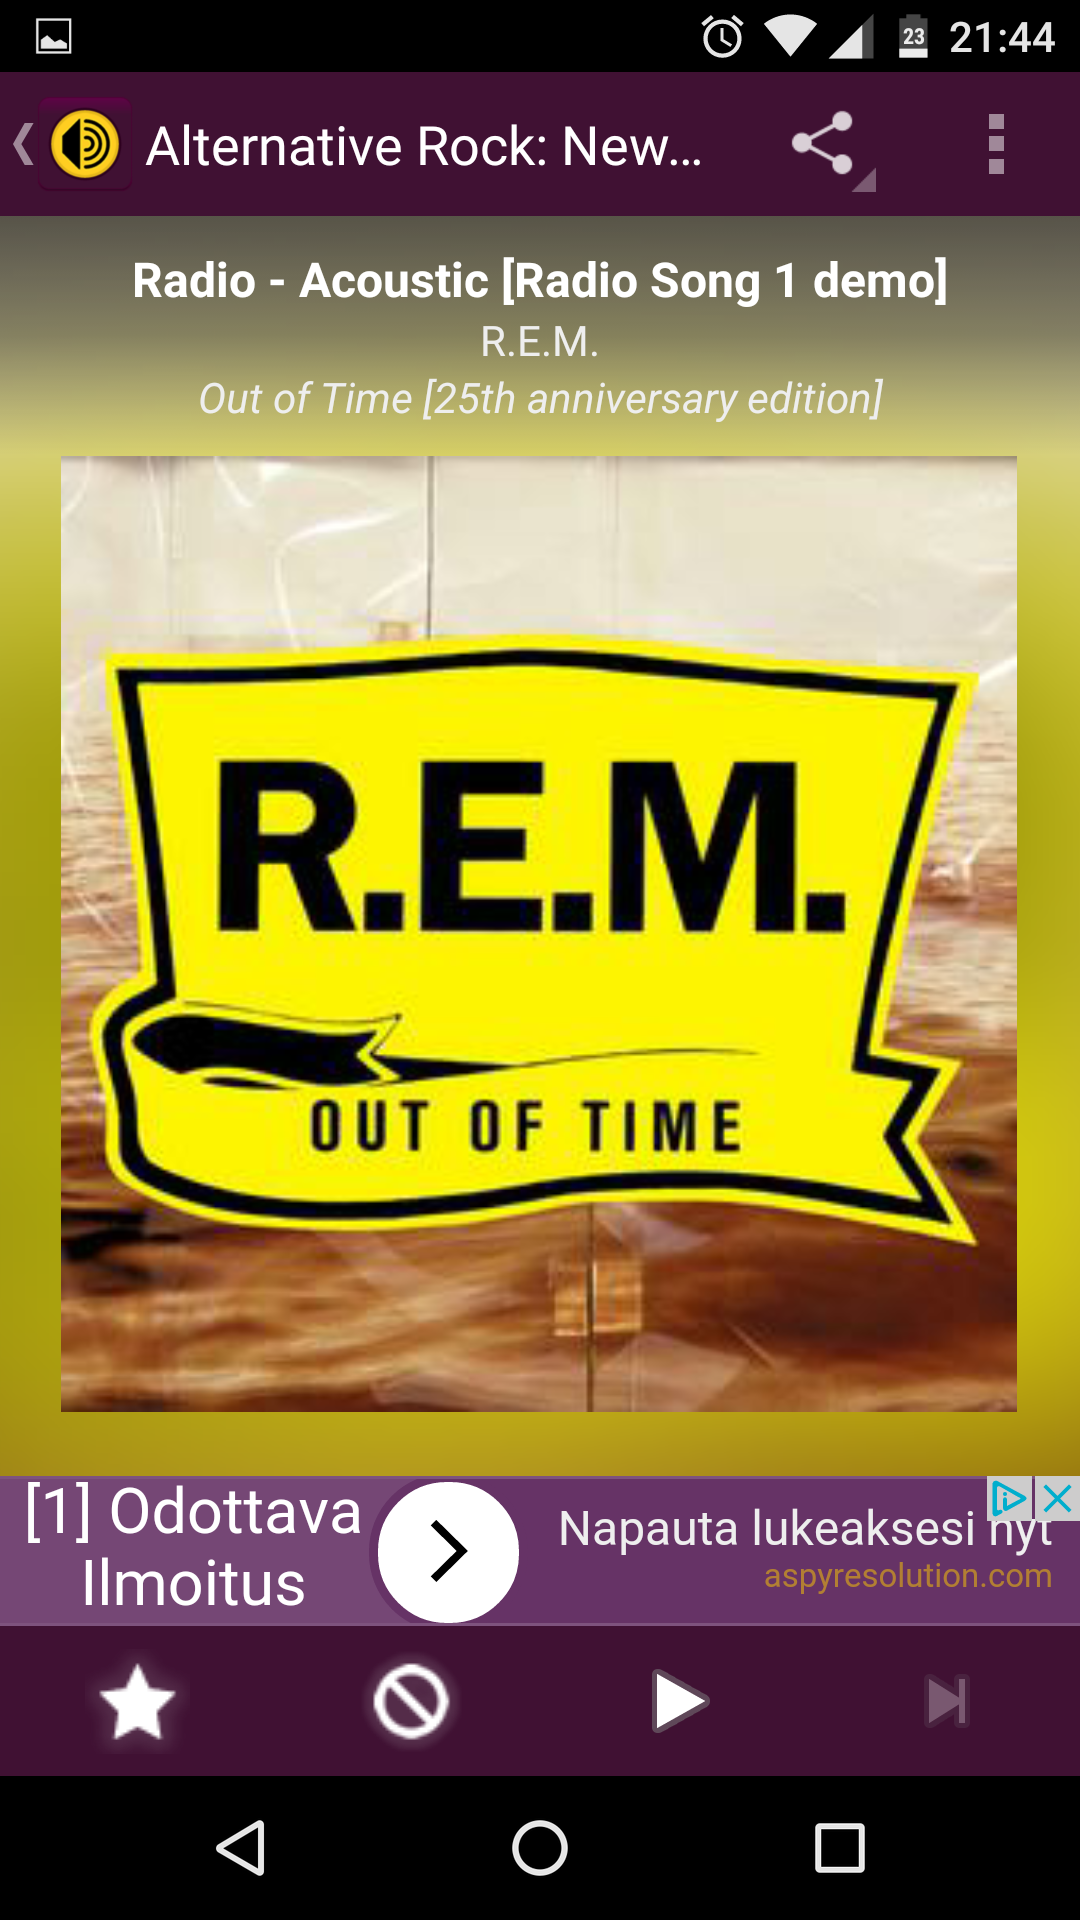 23 21:44
Alternative Rock: New...
Radio - Acoustic [Radio Song 1 demo]
R.E.M.
Out of Time [25th anniversary edition]
R.E.M.
OUT OF TIME
[1] Odottava
Ilmoitus
Napauta lukeaksesi nyt
aspyresolution.com